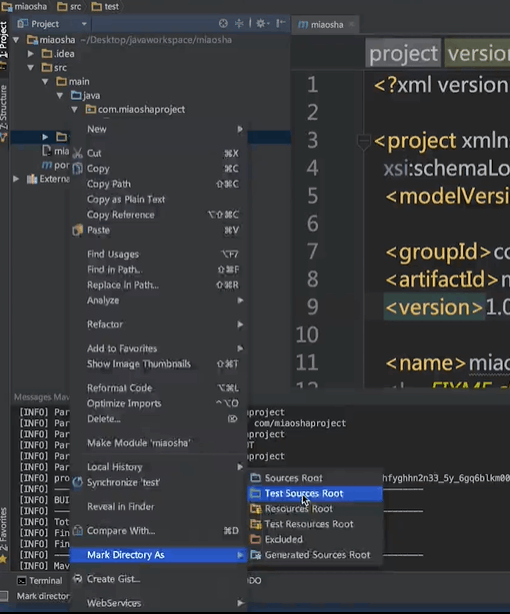 miaosha src test
Project
miaosha
1: Project
miaosha ~/Desktop/javaworkspace/miaosha
.idea
src
main
java
com.miaoshaproject
mia
por
Externa
7: Structure
2: Favorites
project version
1 <?xml version
2
3 <project xmln
4 xsi:schemaLo
5 <modelVersi
6
7 <groupId>co
8 <artifactId>m
9 <version>1.0
10
11 <name>miao
12
New
Cut ⌘X
Copy ⌘C
Copy Path ⇧⌘C
Copy as Plain Text
Copy Reference ⌥⇧⌘C
Paste ⌘V
Find Usages ⌥F7
Find in Path... ⇧⌘F
Replace in Path... ⇧⌘R
Analyze
Refactor
Add to Favorites
Show Image Thumbnails ⇧⌘T
Reformat Code ⌥⌘L
Optimize Imports ⌃⌥O
Delete... ⌦
Make Module 'miaosha'
Local History
Synchronize 'test'
Reveal in Finder
Compare With... ⌘D
Mark Directory As
Create Gist...
WebServices
Sources Root
Test Sources Root
Resources Root
Test Resources Root
Excluded
Generated Sources Root
Messages Mav
[INFO] Par project
[INFO] Par com/miaoshaproject
[INFO] Par project
[INFO] Par OT
[INFO] Par project
[INFO] pro hfyghhn2n33_5y_6gq6blkm00
[INFO]
[INFO] BUI
[INFO]
[INFO] Tot
[INFO] Fin
[INFO]
[INFO] Mav
Terminal
Mark director